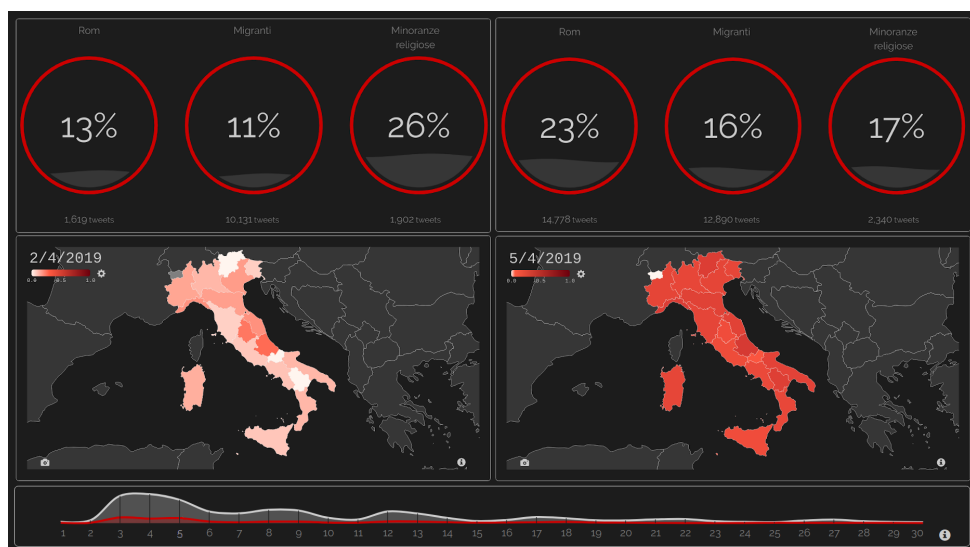 Rom
Migranti
Minoranze
religiose
13%
11%
26%
1,619 tweets
10,131 tweets
1,902 tweets
Rom
Migranti
Minoranze
religiose
23%
16%
17%
14,778 tweets
12,890 tweets
2,340 tweets
2/4/2019
0.0 0.5 1.0
5/4/2019
0.0 0.5 1.0
1 2 3 4 5 6 7 8 9 10 11 12 13 14 15 16 17 18 19 20 21 22 23 24 25 26 27 28 29 30